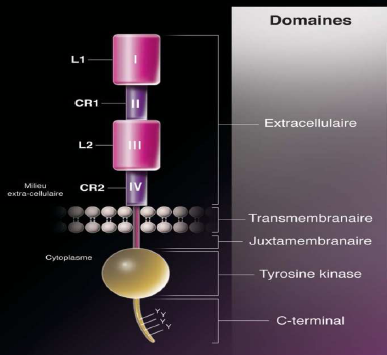 Domaines
L1
I
CR1
II
Extracellulaire
L2
III
Milieu
extra-cellulaire
CR2
IV
Transmembranaire
Juxtamembranaire
Cytoplasme
Tyrosine kinase
C-terminal
Y
Y
Y
Y
Y